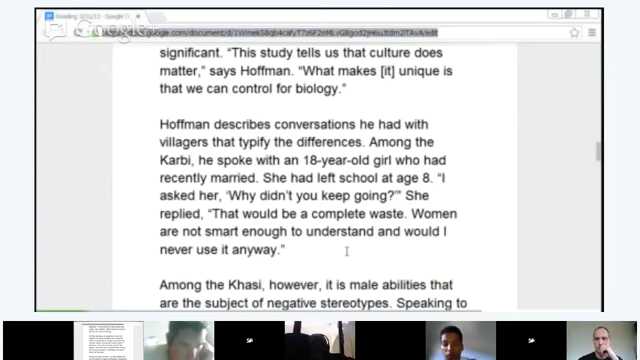 Reading 3/21/13 - Google
Google
significant. “This study tells us that culture does
matter,” says Hoffman. “What makes [it] unique is
that we can control for biology.”
Hoffman describes conversations he had with
villagers that typify the differences. Among the
Karbi, he spoke with an 18-year-old girl who had
recently married. She had left school at age 8. “I
asked her, ‘Why didn’t you keep going?’” She
replied, “That would be a complete waste. Women
are not smart enough to understand and would I
never use it anyway.”
Among the Khasi, however, it is male abilities that
are the subject of negative stereotypes. Speaking to